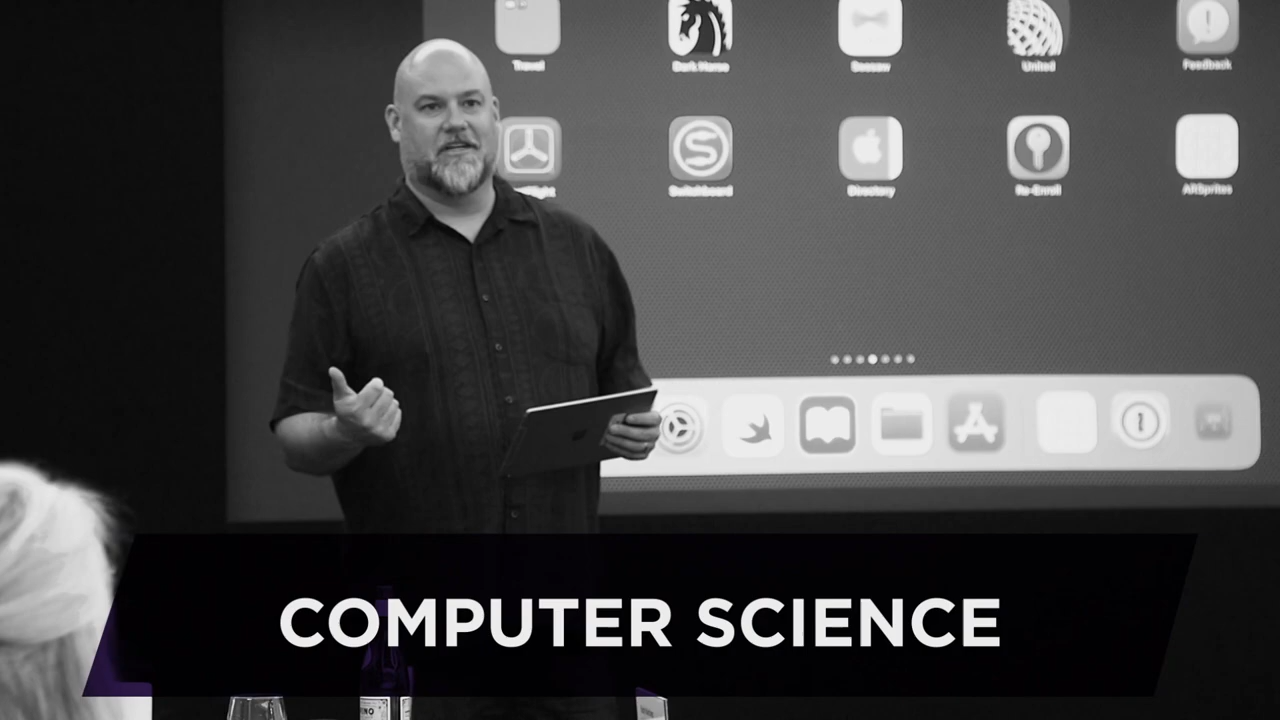 Travel
Dark Horse
Seesaw
United
Feedback
Switchboard
Directory
Re-Enroll
ARSprites
COMPUTER SCIENCE